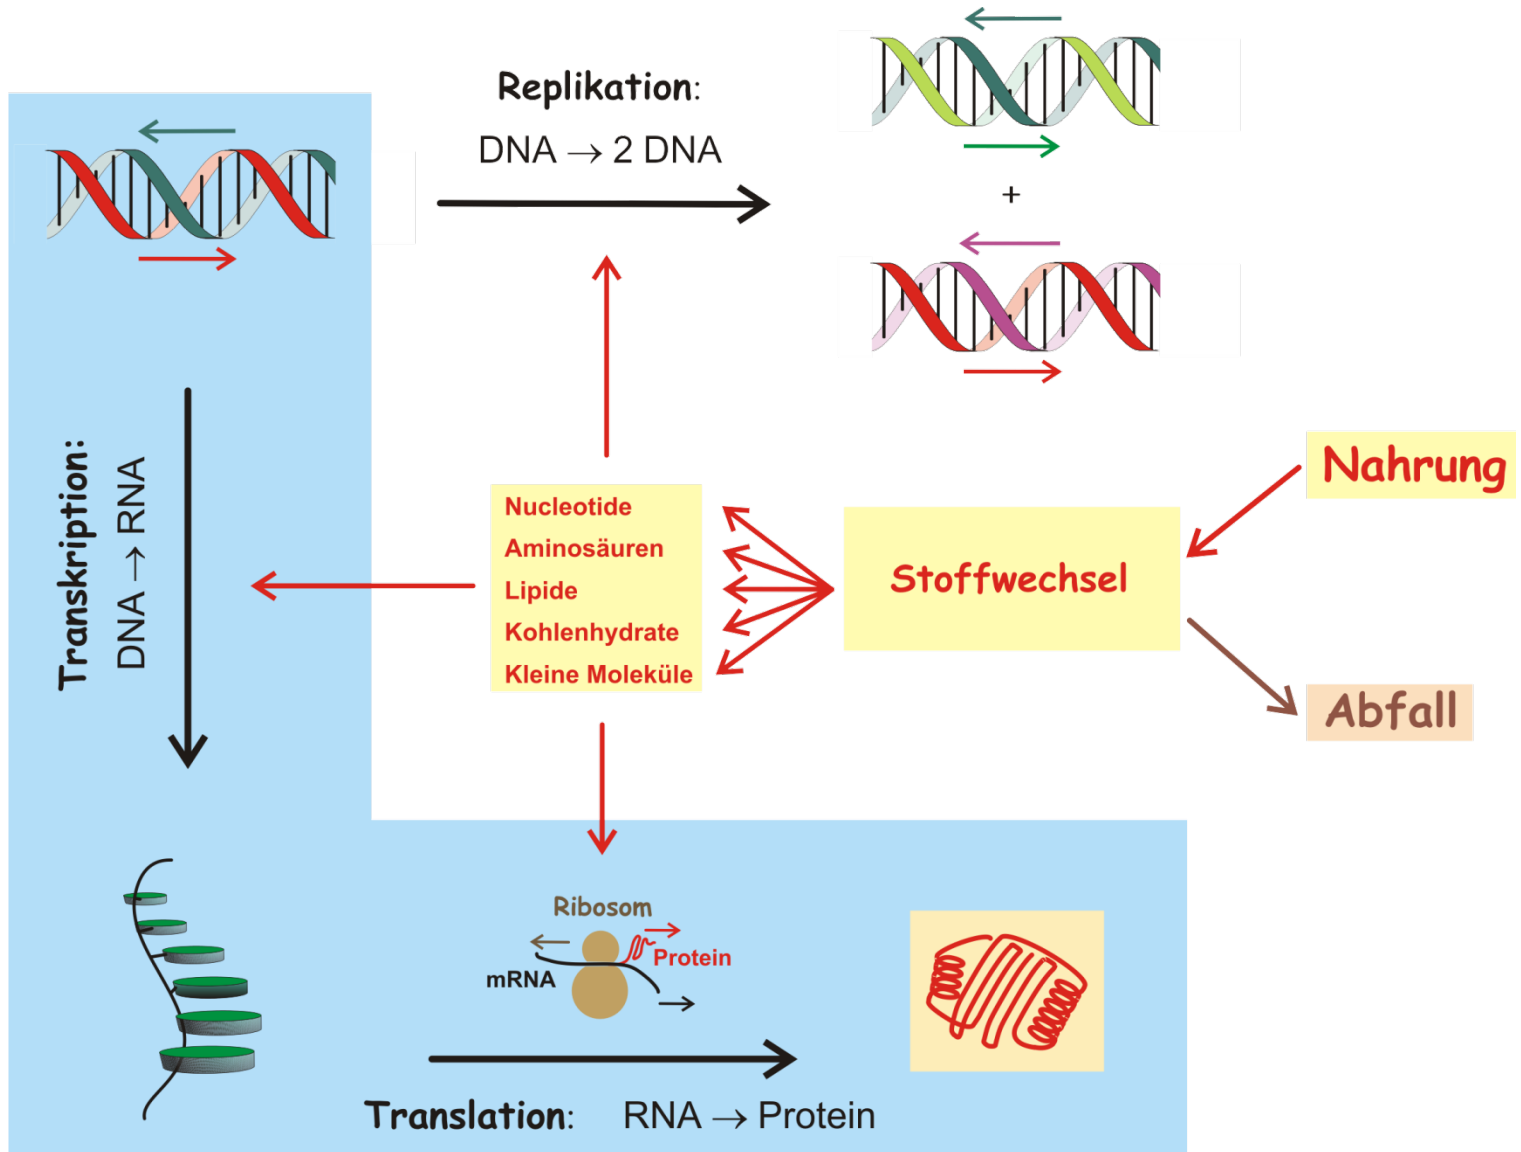 Replikation:
DNA → 2 DNA
+
Transkription:
DNA → RNA
Nucleotide
Aminosäuren
Lipide
Kohlenhydrate
Kleine Moleküle
Stoffwechsel
Nahrung
Abfall
Ribosom
Protein
mRNA
Translation: RNA → Protein